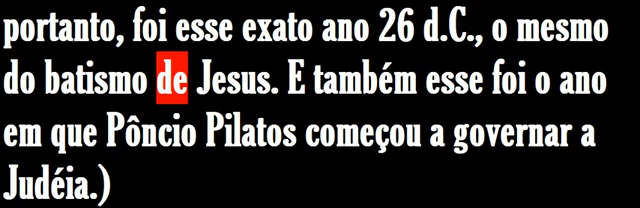 portanto, foi esse exato ano 26 d.C., o mesmo
do batismo de Jesus. E também esse foi o ano
em que Pôncio Pilatos começou a governar a
Judéia.)